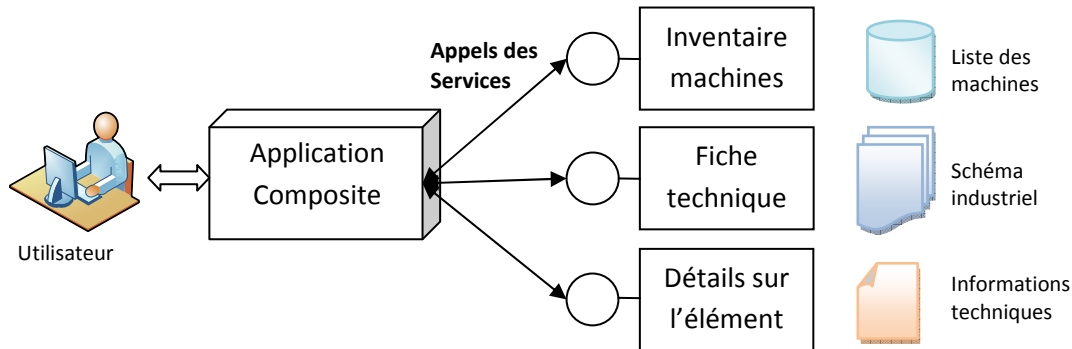 Utilisateur
Application
Composite
Appels des
Services
Inventaire
machines
Liste des
machines
Fiche
technique
Schéma
industriel
Détails sur
l'élément
Informations
techniques